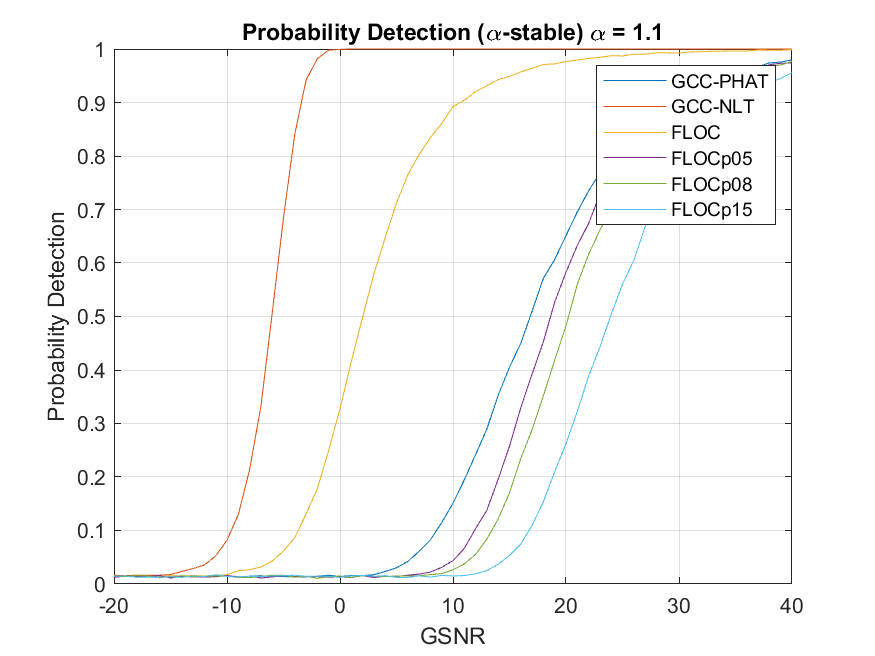 Probability Detection (α-stable) α = 1.1
Probability Detection
1
0.9
0.8
0.7
0.6
0.5
0.4
0.3
0.2
0.1
0
-20
-10
0
10
20
30
40
GSNR
GCC-PHAT
GCC-NLT
FLOC
FLOCp05
FLOCp08
FLOCp15